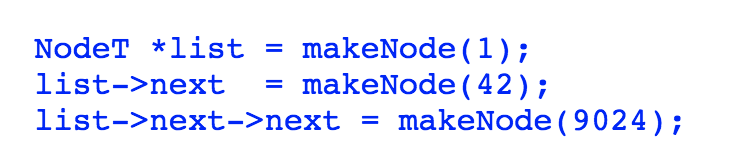 NodeT *list = makeNode(1);
list->next  = makeNode(42);
list->next->next = makeNode(9024);